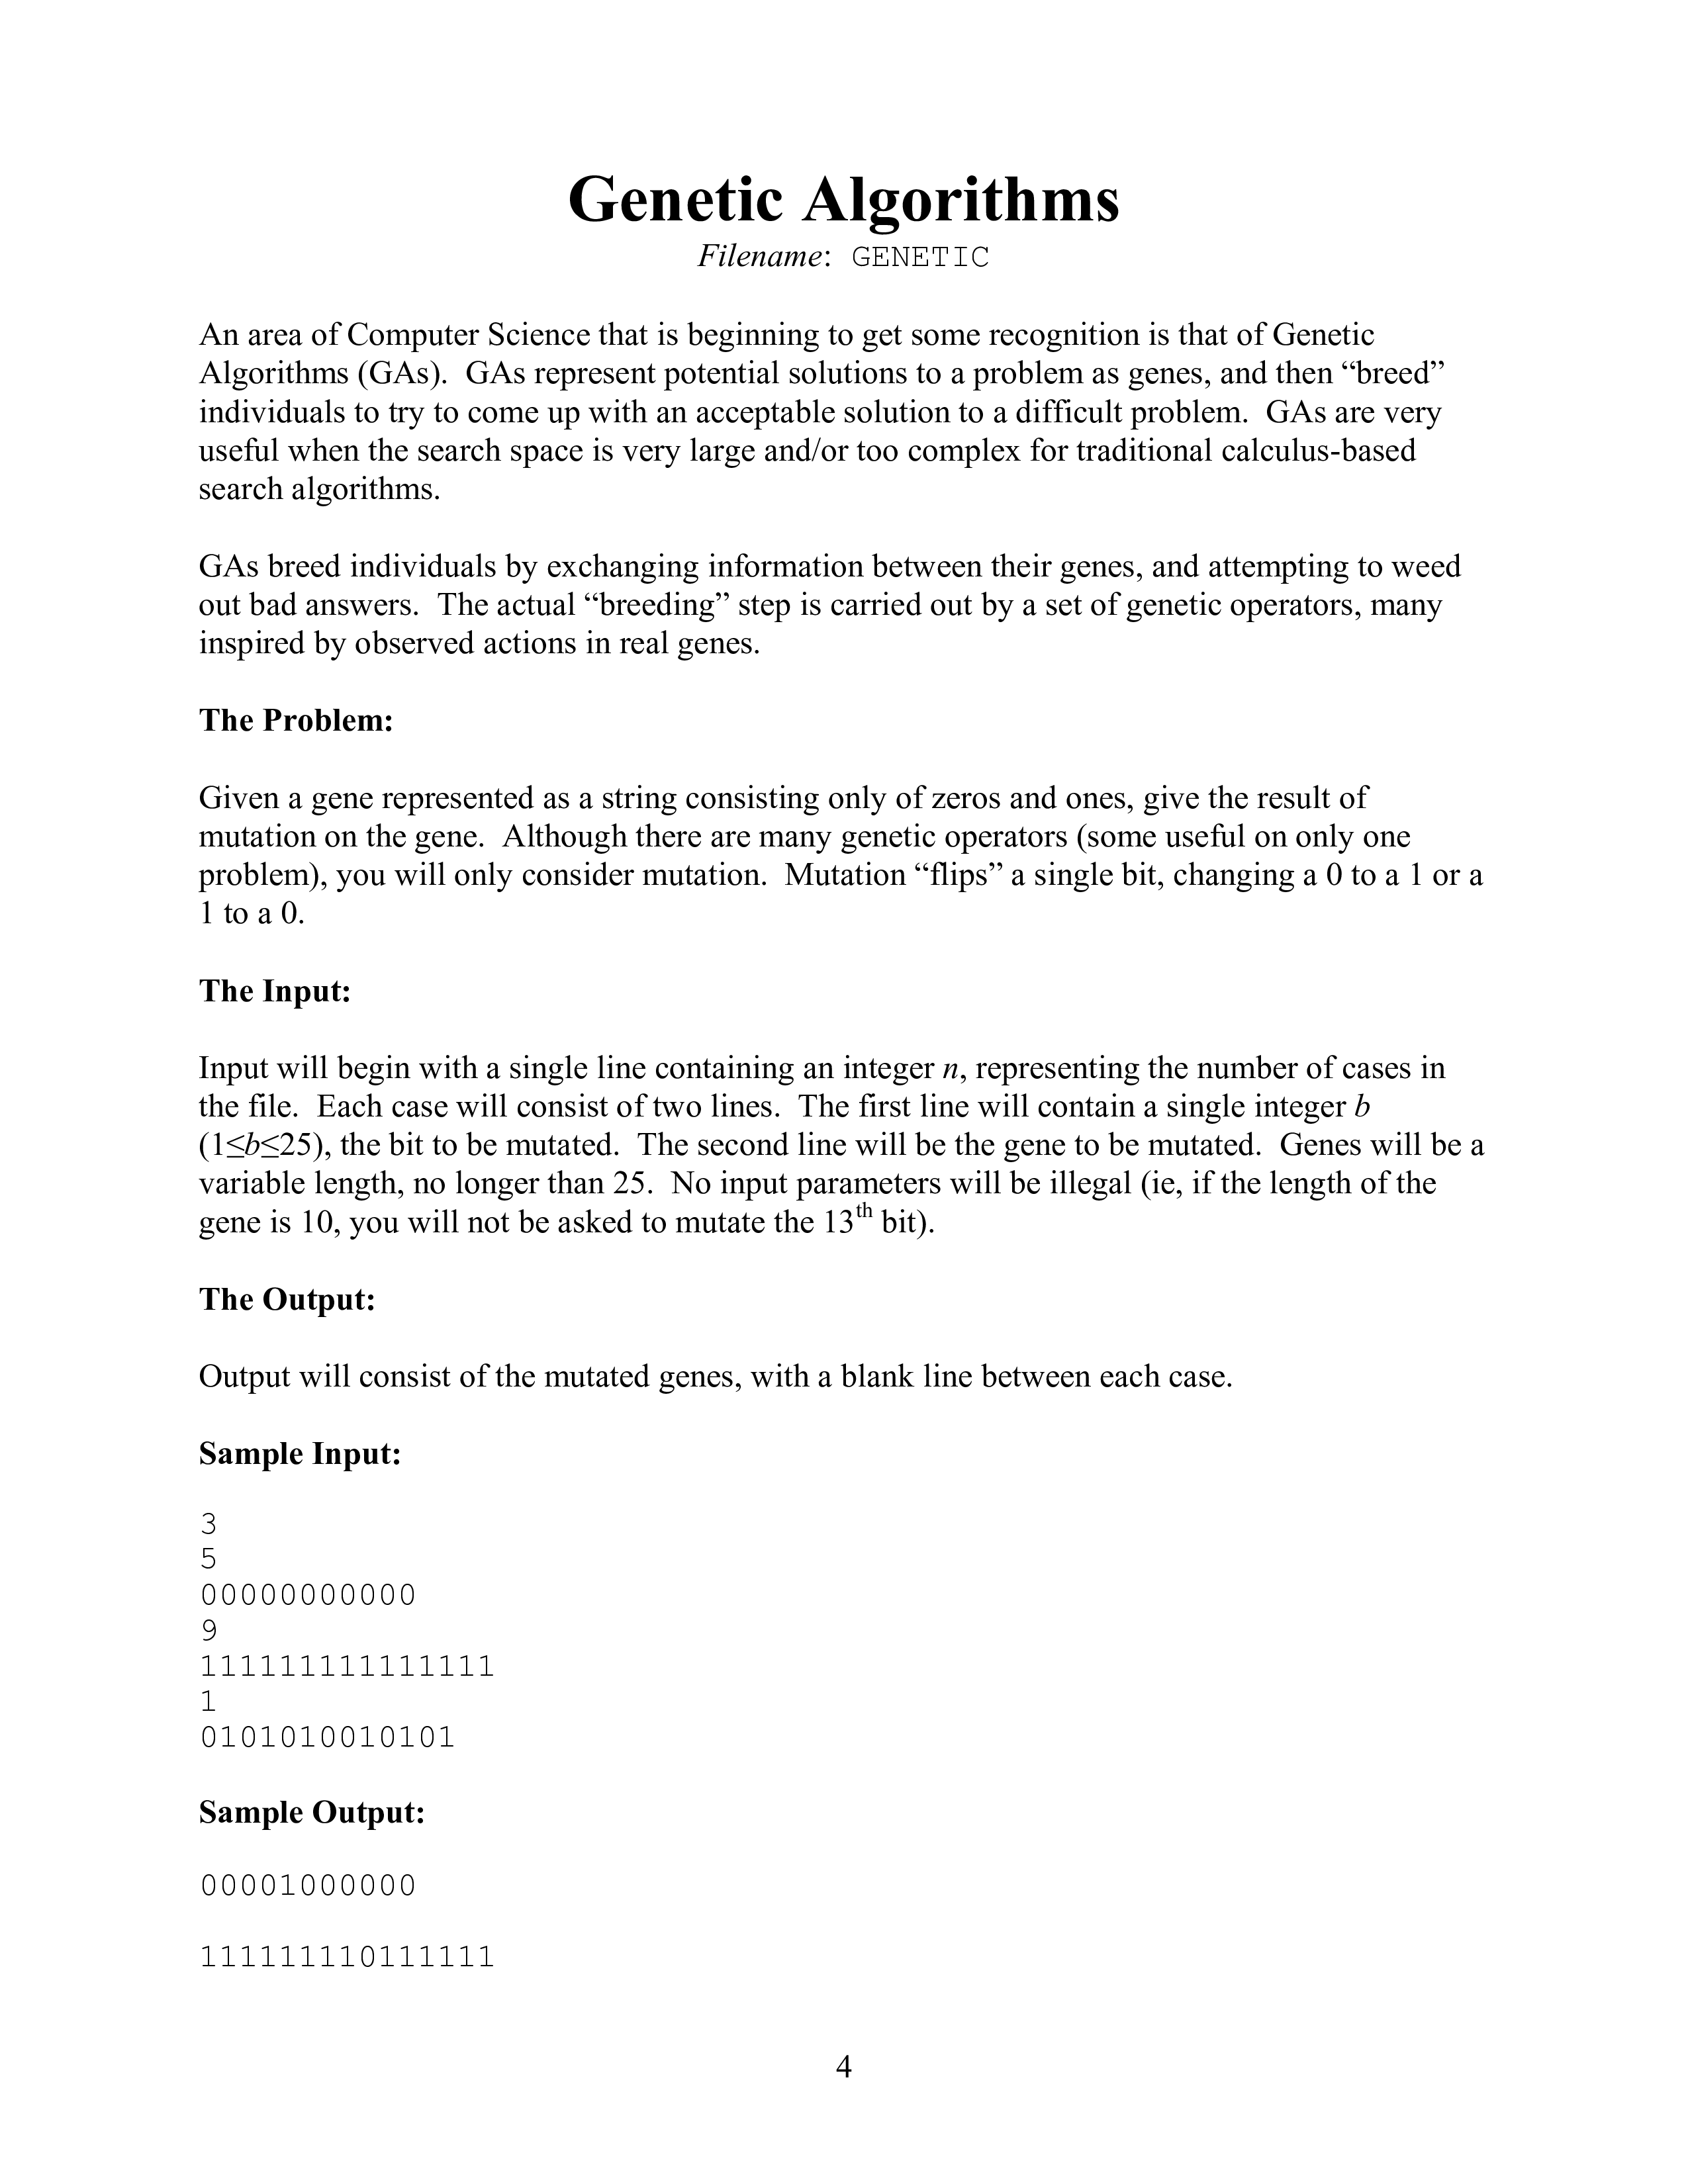 Genetic Algorithms
Filename: GENETIC
An area of Computer Science that is beginning to get some recognition is that of Genetic
Algorithms (GAs). GAs represent potential solutions to a problem as genes, and then “breed”
individuals to try to come up with an acceptable solution to a difficult problem. GAs are very
useful when the search space is very large and/or too complex for traditional calculus-based
search algorithms.
GAs breed individuals by exchanging information between their genes, and attempting to weed
out bad answers. The actual “breeding” step is carried out by a set of genetic operators, many
inspired by observed actions in real genes.
The Problem:
Given a gene represented as a string consisting only of zeros and ones, give the result of
mutation on the gene. Although there are many genetic operators (some useful on only one
problem), you will only consider mutation. Mutation “flips” a single bit, changing a 0 to a 1 or a
1 to a 0.
The Input:
Input will begin with a single line containing an integer n, representing the number of cases in
the file. Each case will consist of two lines. The first line will contain a single integer b
(1≤b≤25), the bit to be mutated. The second line will be the gene to be mutated. Genes will be a
variable length, no longer than 25. No input parameters will be illegal (ie, if the length of the
gene is 10, you will not be asked to mutate the 13th bit).
The Output:
Output will consist of the mutated genes, with a blank line between each case.
Sample Input:
3
5
00000000000
9
111111111111111
1
0101010010101
Sample Output:
00001000000
111111110111111
4